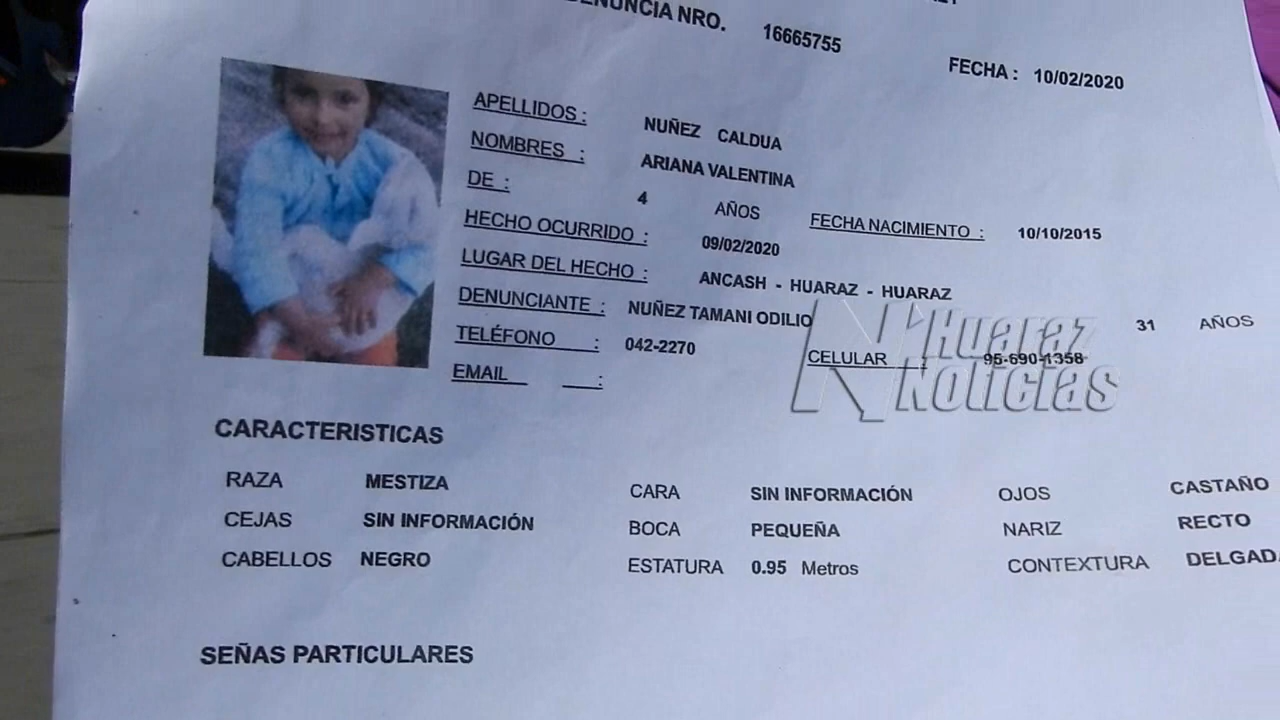 DENUNCIA NRO. 16665755
FECHA : 10/02/2020
APELLIDOS : NUÑEZ CALDUA
NOMBRES : ARIANA VALENTINA
DE : 4 AÑOS FECHA NACIMIENTO : 10/10/2015
HECHO OCURRIDO : 09/02/2020
LUGAR DEL HECHO : ANCASH - HUARAZ - HUARAZ
DENUNCIANTE : NUÑEZ TAMANI ODILIO 31 AÑOS
TELÉFONO : 042-2270 CELULAR : 95-690-1358
EMAIL :
Huaraz
Noticias
CARACTERISTICAS
RAZA MESTIZA CARA SIN INFORMACIÓN OJOS CASTAÑO
CEJAS SIN INFORMACIÓN BOCA PEQUEÑA NARIZ RECTO
CABELLOS NEGRO ESTATURA 0.95 Metros CONTEXTURA DELGAD
SEÑAS PARTICULARES